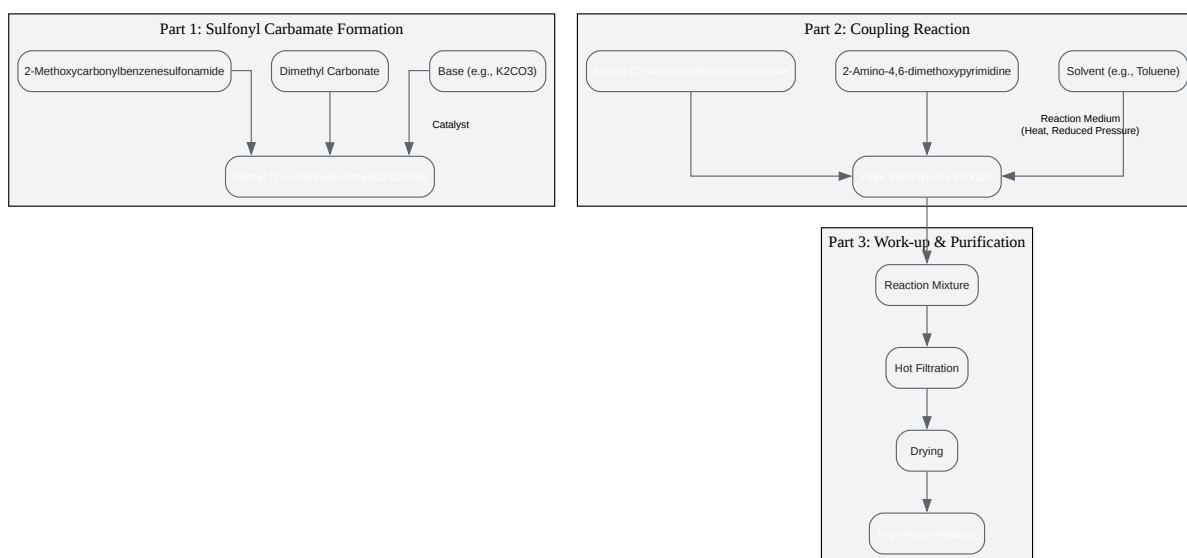 Part 1: Sulfonyl Carbamate Formation
2-Methoxycarbonylbenzenesulfonamide
Dimethyl Carbonate
Base (e.g., K2CO3)
Catalyst
Methyl (2-sulfamoylbenzoyl)carbamate
Part 2: Coupling Reaction
Methyl (2-sulfamoylbenzoyl)carbamate
2-Amino-4,6-dimethoxypyrimidine
Solvent (e.g., Toluene)
Reaction Medium
(Heat, Reduced Pressure)
Final Sulfonylurea Product
Part 3: Work-up & Purification
Reaction Mixture
Hot Filtration
Drying
High-Purity Product